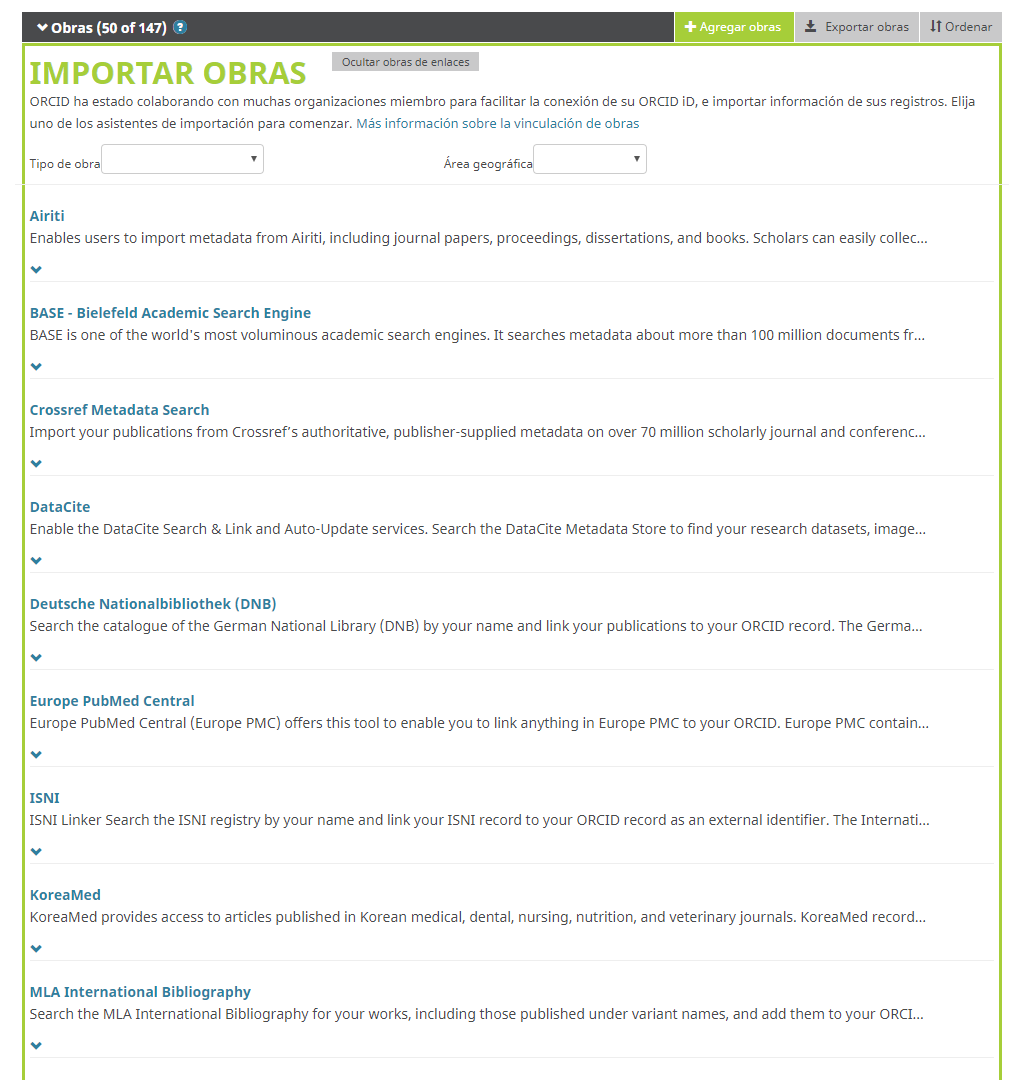 Obras (50 of 147) ?
Agregar obras
Exportar obras
Ordenar
IMPORTAR OBRAS
Ocultar obras de enlaces
ORCID ha estado colaborando con muchas organizaciones miembro para facilitar la conexión de su ORCID iD, e importar información de sus registros. Elija
uno de los asistentes de importación para comenzar. Más información sobre la vinculación de obras
Tipo de obra
Área geográfica
Airiti
Enables users to import metadata from Airiti, including journal papers, proceedings, dissertations, and books. Scholars can easily collec...
BASE - Bielefeld Academic Search Engine
BASE is one of the world's most voluminous academic search engines. It searches metadata about more than 100 million documents fr...
Crossref Metadata Search
Import your publications from Crossref’s authoritative, publisher-supplied metadata on over 70 million scholarly journal and conferenc...
DataCite
Enable the DataCite Search & Link and Auto-Update services. Search the DataCite Metadata Store to find your research datasets, image...
Deutsche Nationalbibliothek (DNB)
Search the catalogue of the German National Library (DNB) by your name and link your publications to your ORCID record. The Germa...
Europe PubMed Central
Europe PubMed Central (Europe PMC) offers this tool to enable you to link anything in Europe PMC to your ORCID. Europe PMC contain...
ISNI
ISNI Linker Search the ISNI registry by your name and link your ISNI record to your ORCID record as an external identifier. The Internati...
KoreaMed
KoreaMed provides access to articles published in Korean medical, dental, nursing, nutrition, and veterinary journals. KoreaMed record...
MLA International Bibliography
Search the MLA International Bibliography for your works, including those published under variant names, and add them to your ORCI...